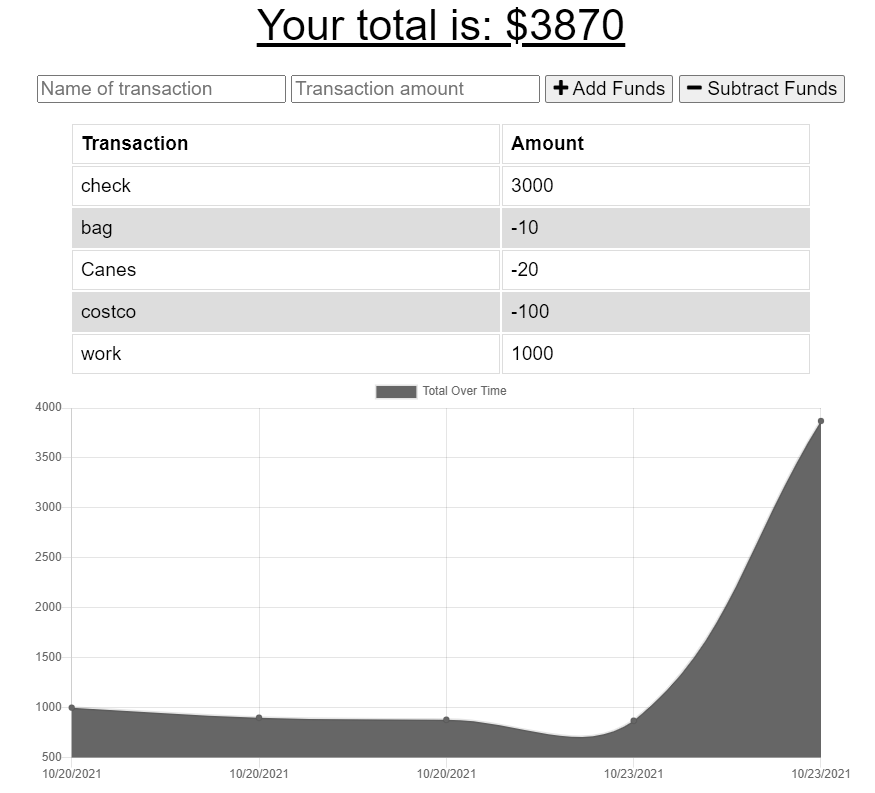 Your total is: $3870
Name of transaction Transaction amount Add Funds Subtract Funds
Transaction Amount
check 3000
bag -10
Canes -20
costco -100
work 1000
Total Over Time
4000
3500
3000
2500
2000
1500
1000
500
10/20/2021 10/20/2021 10/20/2021 10/23/2021 10/23/2021